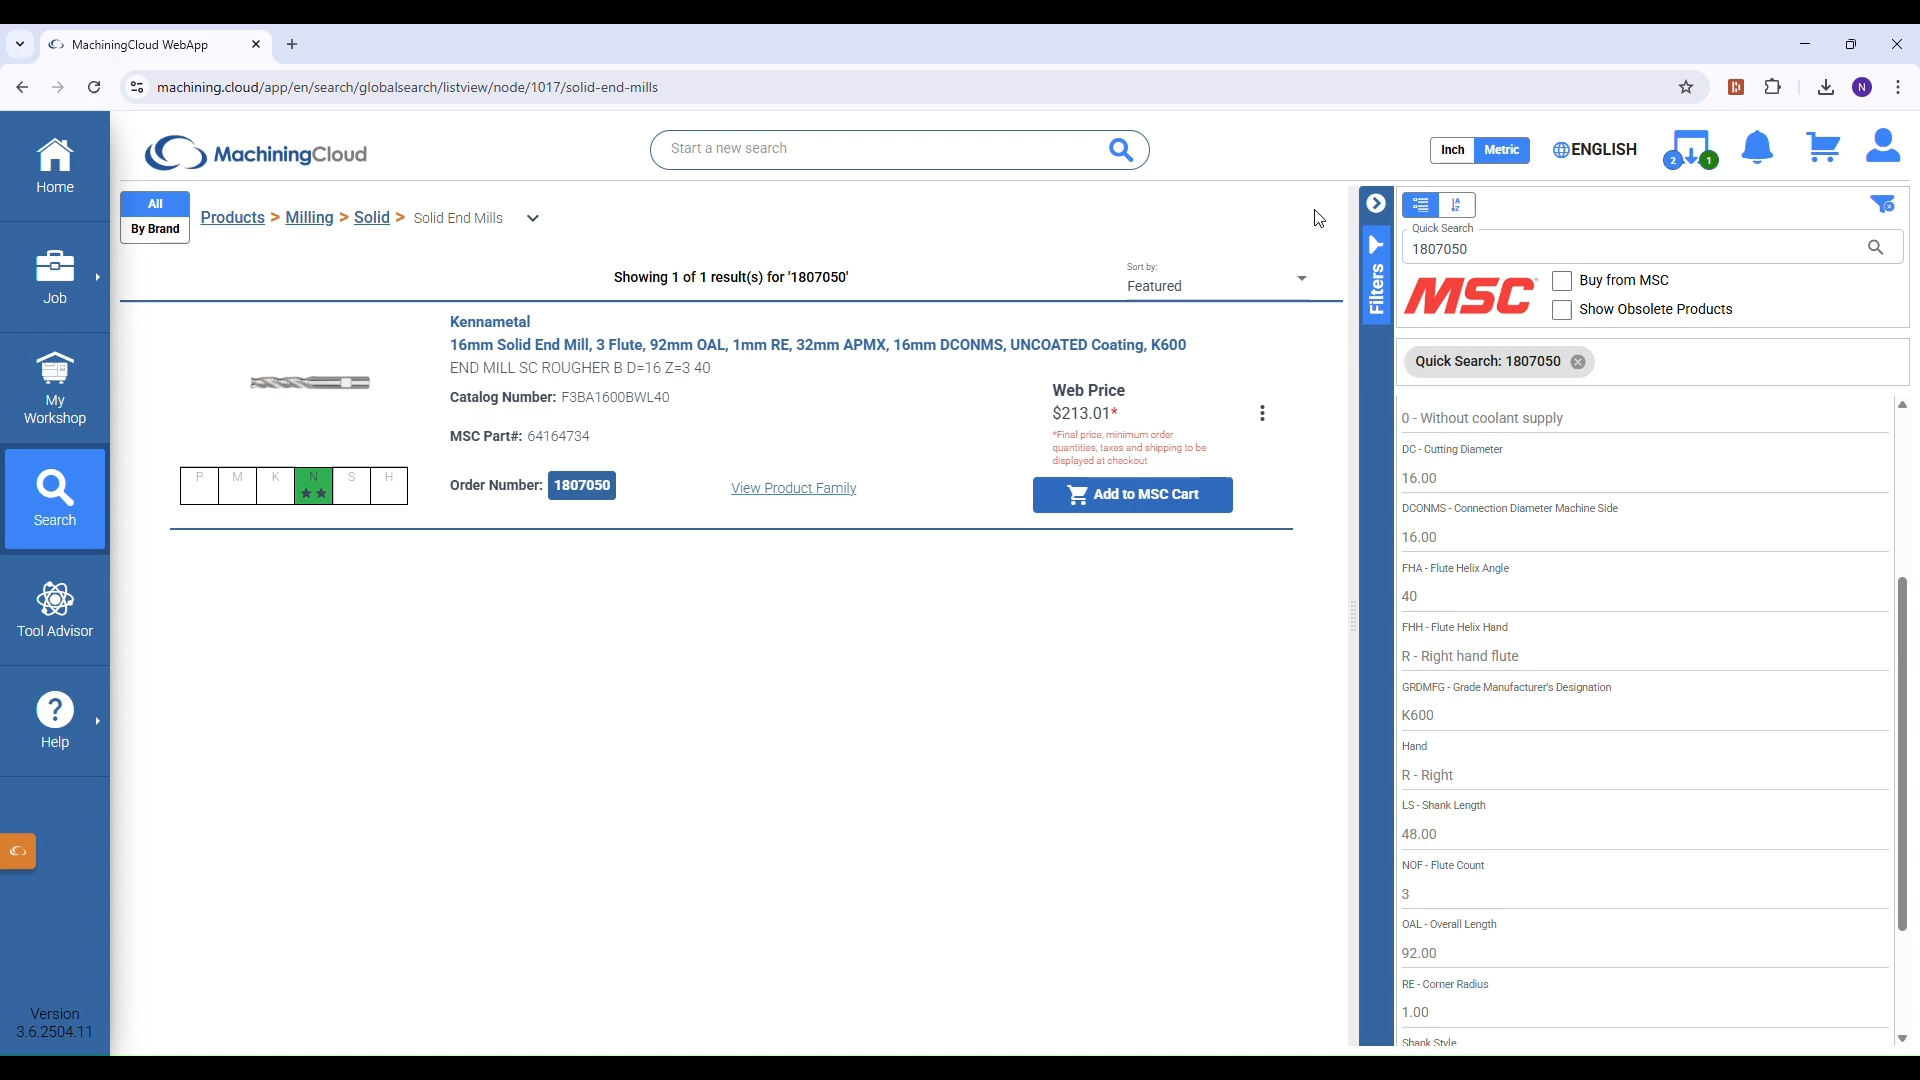 MachiningCloud WebApp
machining.cloud/app/en/search/globalsearch/listview/node/1017/solid-end-mills
N
Home
Job
My
Workshop
Search
Tool Advisor
Help
Version
3.6.2504.11
MachiningCloud
Start a new search
Inch
Metric
ENGLISH
2
1
All
By Brand
Products > Milling > Solid > Solid End Mills
Showing 1 of 1 result(s) for '1807050'
Sort by:
Featured
Kennametal
16mm Solid End Mill, 3 Flute, 92mm OAL, 1mm RE, 32mm APMX, 16mm DCONMS, UNCOATED Coating, K600
END MILL SC ROUGHER B D=16 Z=3 40
Catalog Number: F3BA1600BWL40
MSC Part#: 64164734
P M K N S H
Order Number: 1807050
View Product Family
Web Price
$213.01*
*Final price, minimum order
quantities, taxes and shipping to be
displayed at checkout
Add to MSC Cart
Filters
A
Z
Quick Search
1807050
MSC
Buy from MSC
Show Obsolete Products
Quick Search: 1807050
0 - Without coolant supply
DC - Cutting Diameter
16.00
DCONMS - Connection Diameter Machine Side
16.00
FHA - Flute Helix Angle
40
FHH - Flute Helix Hand
R - Right hand flute
GRDMFG - Grade Manufacturer's Designation
K600
Hand
R - Right
LS - Shank Length
48.00
NOF - Flute Count
3
OAL - Overall Length
92.00
RE - Corner Radius
1.00
Shank Style